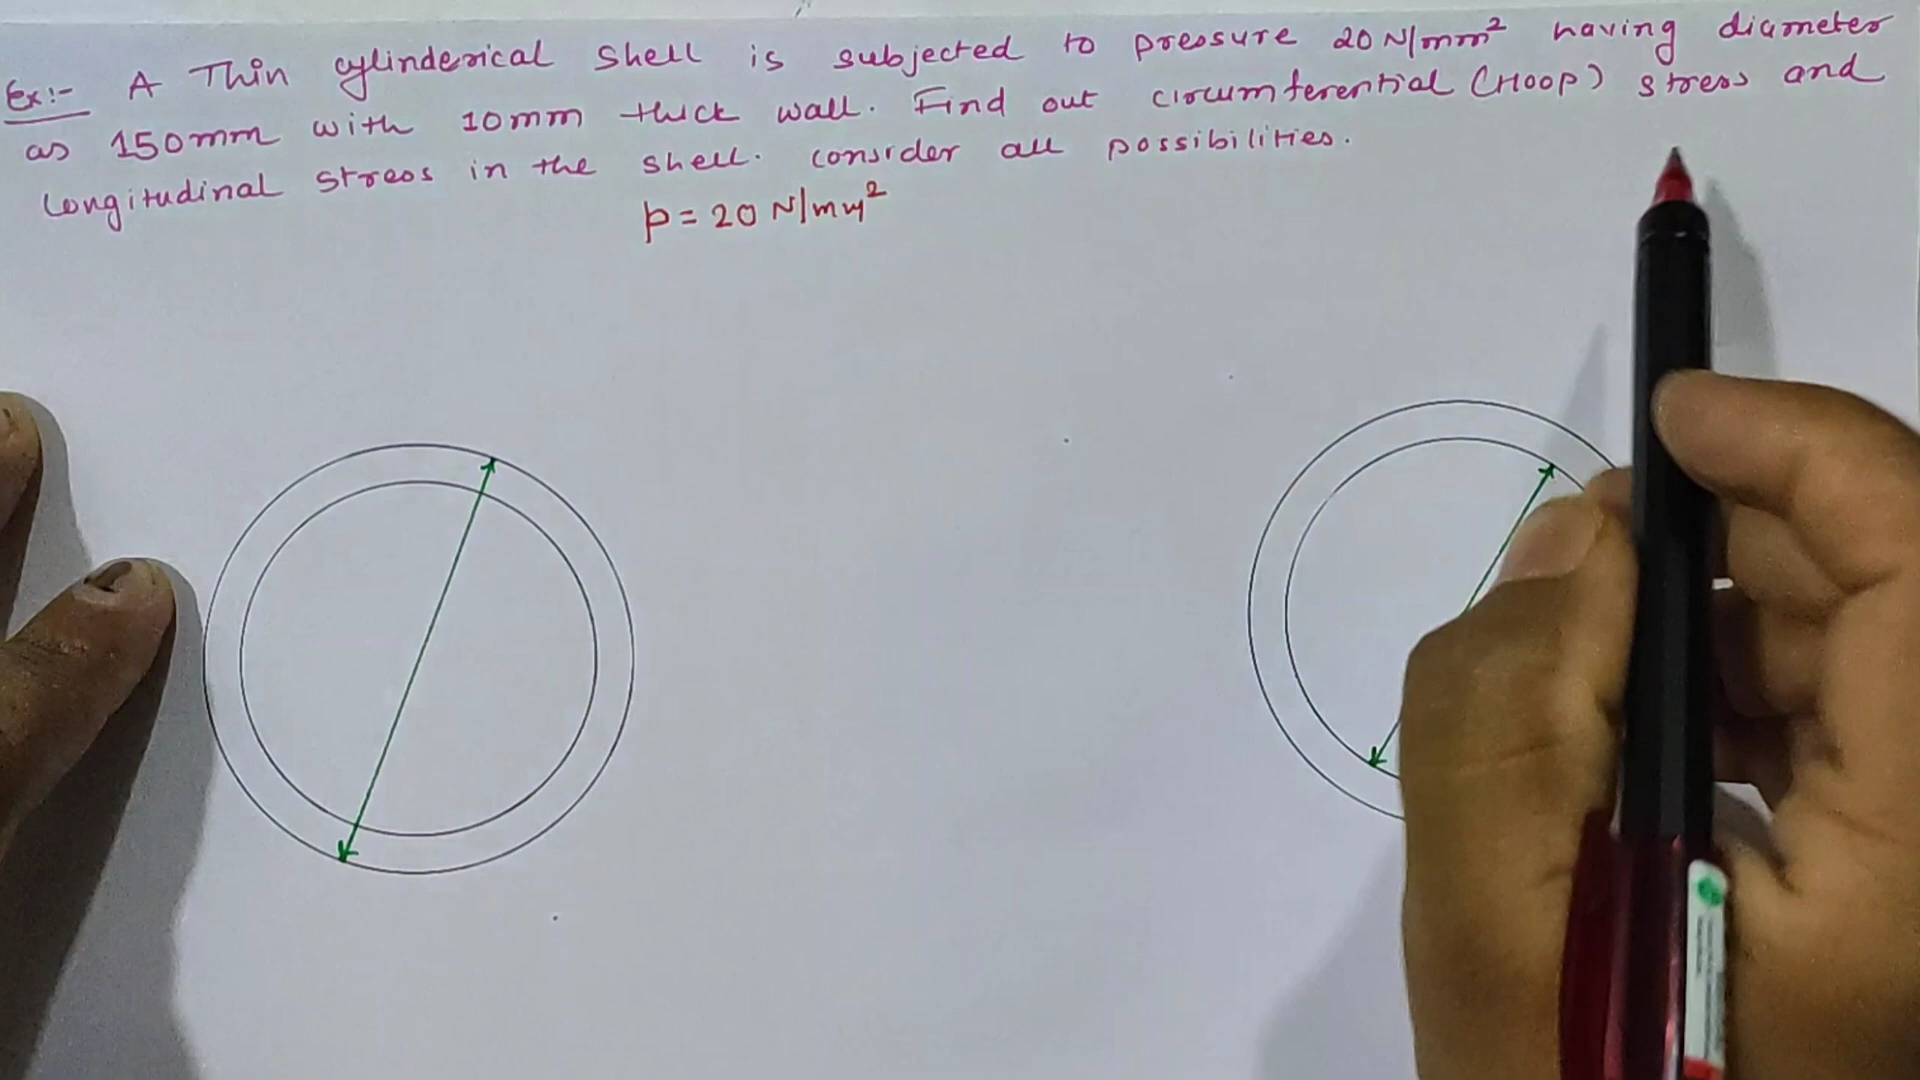 Ex:- A Thin cylinderical shell is subjected to pressure 20 N/mm² having diameter
as 150mm with 10mm thick wall. Find out circumferential (Hoop) stress and
longitudinal stress in the shell. consider all possibilities.
p = 20 N/mm²